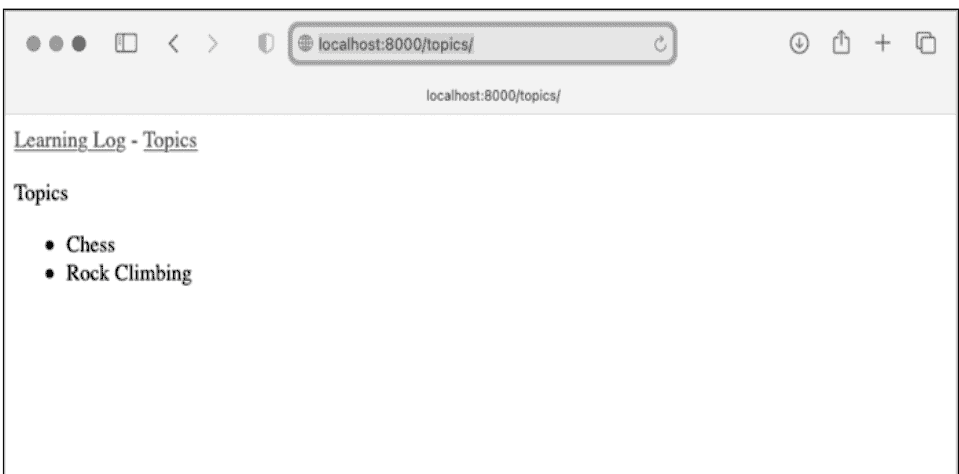 localhost:8000/topics/
localhost:8000/topics/
Learning Log - Topics
Topics
• Chess
• Rock Climbing